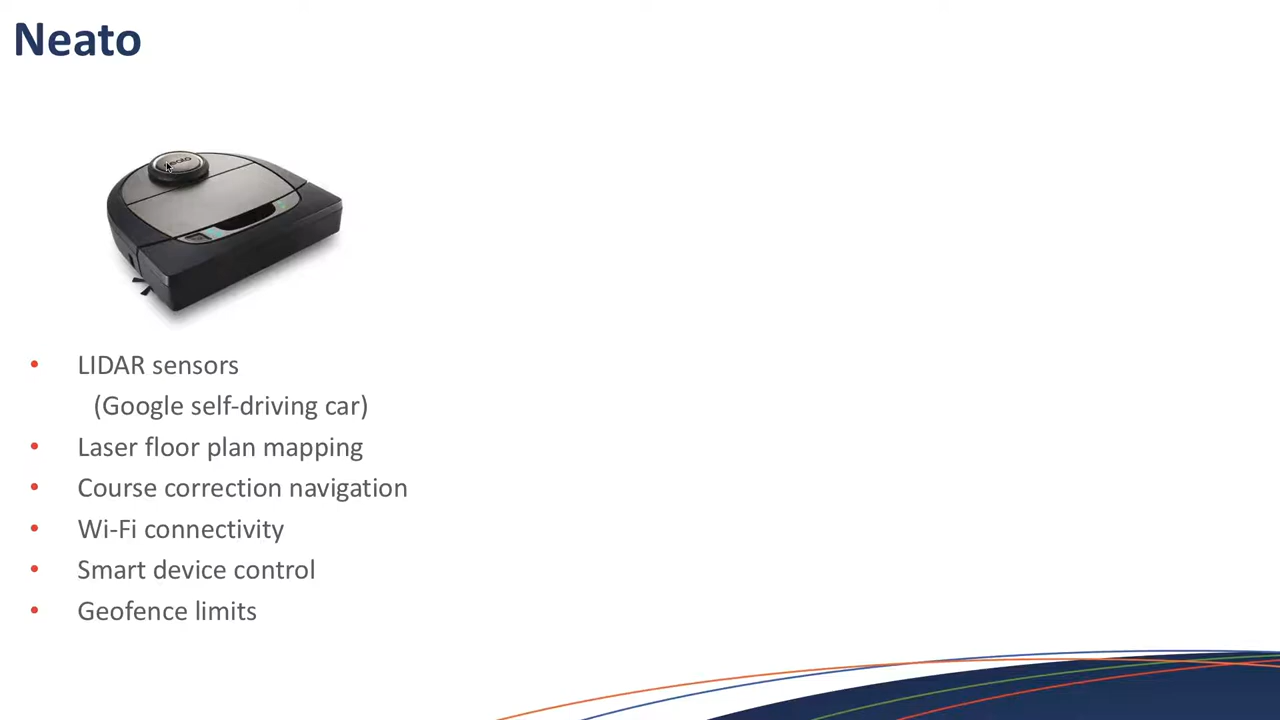 Neato
neato
LIDAR sensors
(Google self-driving car)
Laser floor plan mapping
Course correction navigation
Wi-Fi connectivity
Smart device control
Geofence limits